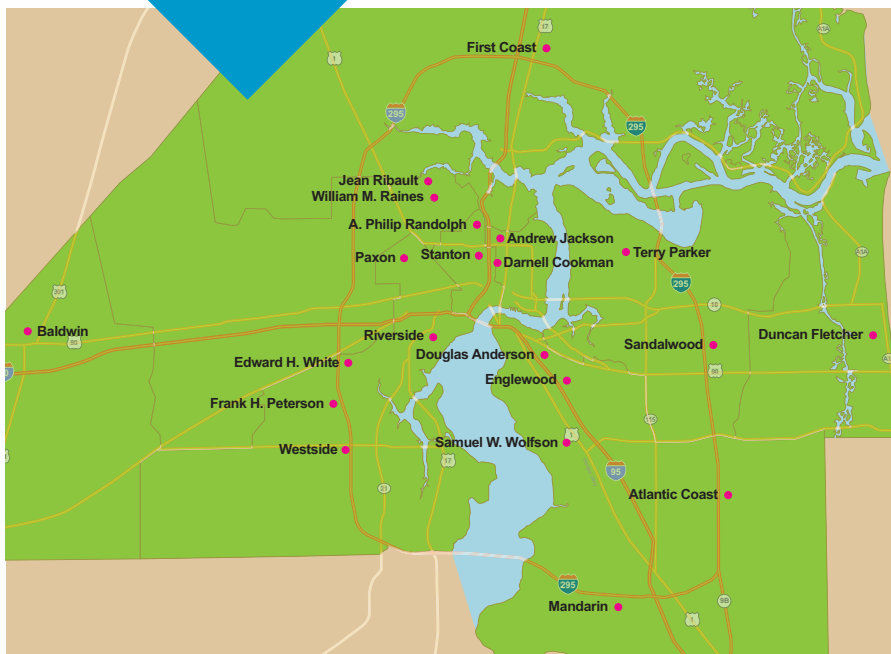 17
A1A
First Coast
1
295
295
Jean Ribault
William M. Raines
A. Philip Randolph
Andrew Jackson
Terry Parker
A1A
Paxon
Stanton
Darnell Cookman
295
301
10
Baldwin
90
Riverside
Sandalwood
Duncan Fletcher
Edward H. White
Douglas Anderson
90
Englewood
Frank H. Peterson
115
Westside
17
Samuel W. Wolfson
1
95
21
Atlantic Coast
295
Mandarin
9B
1